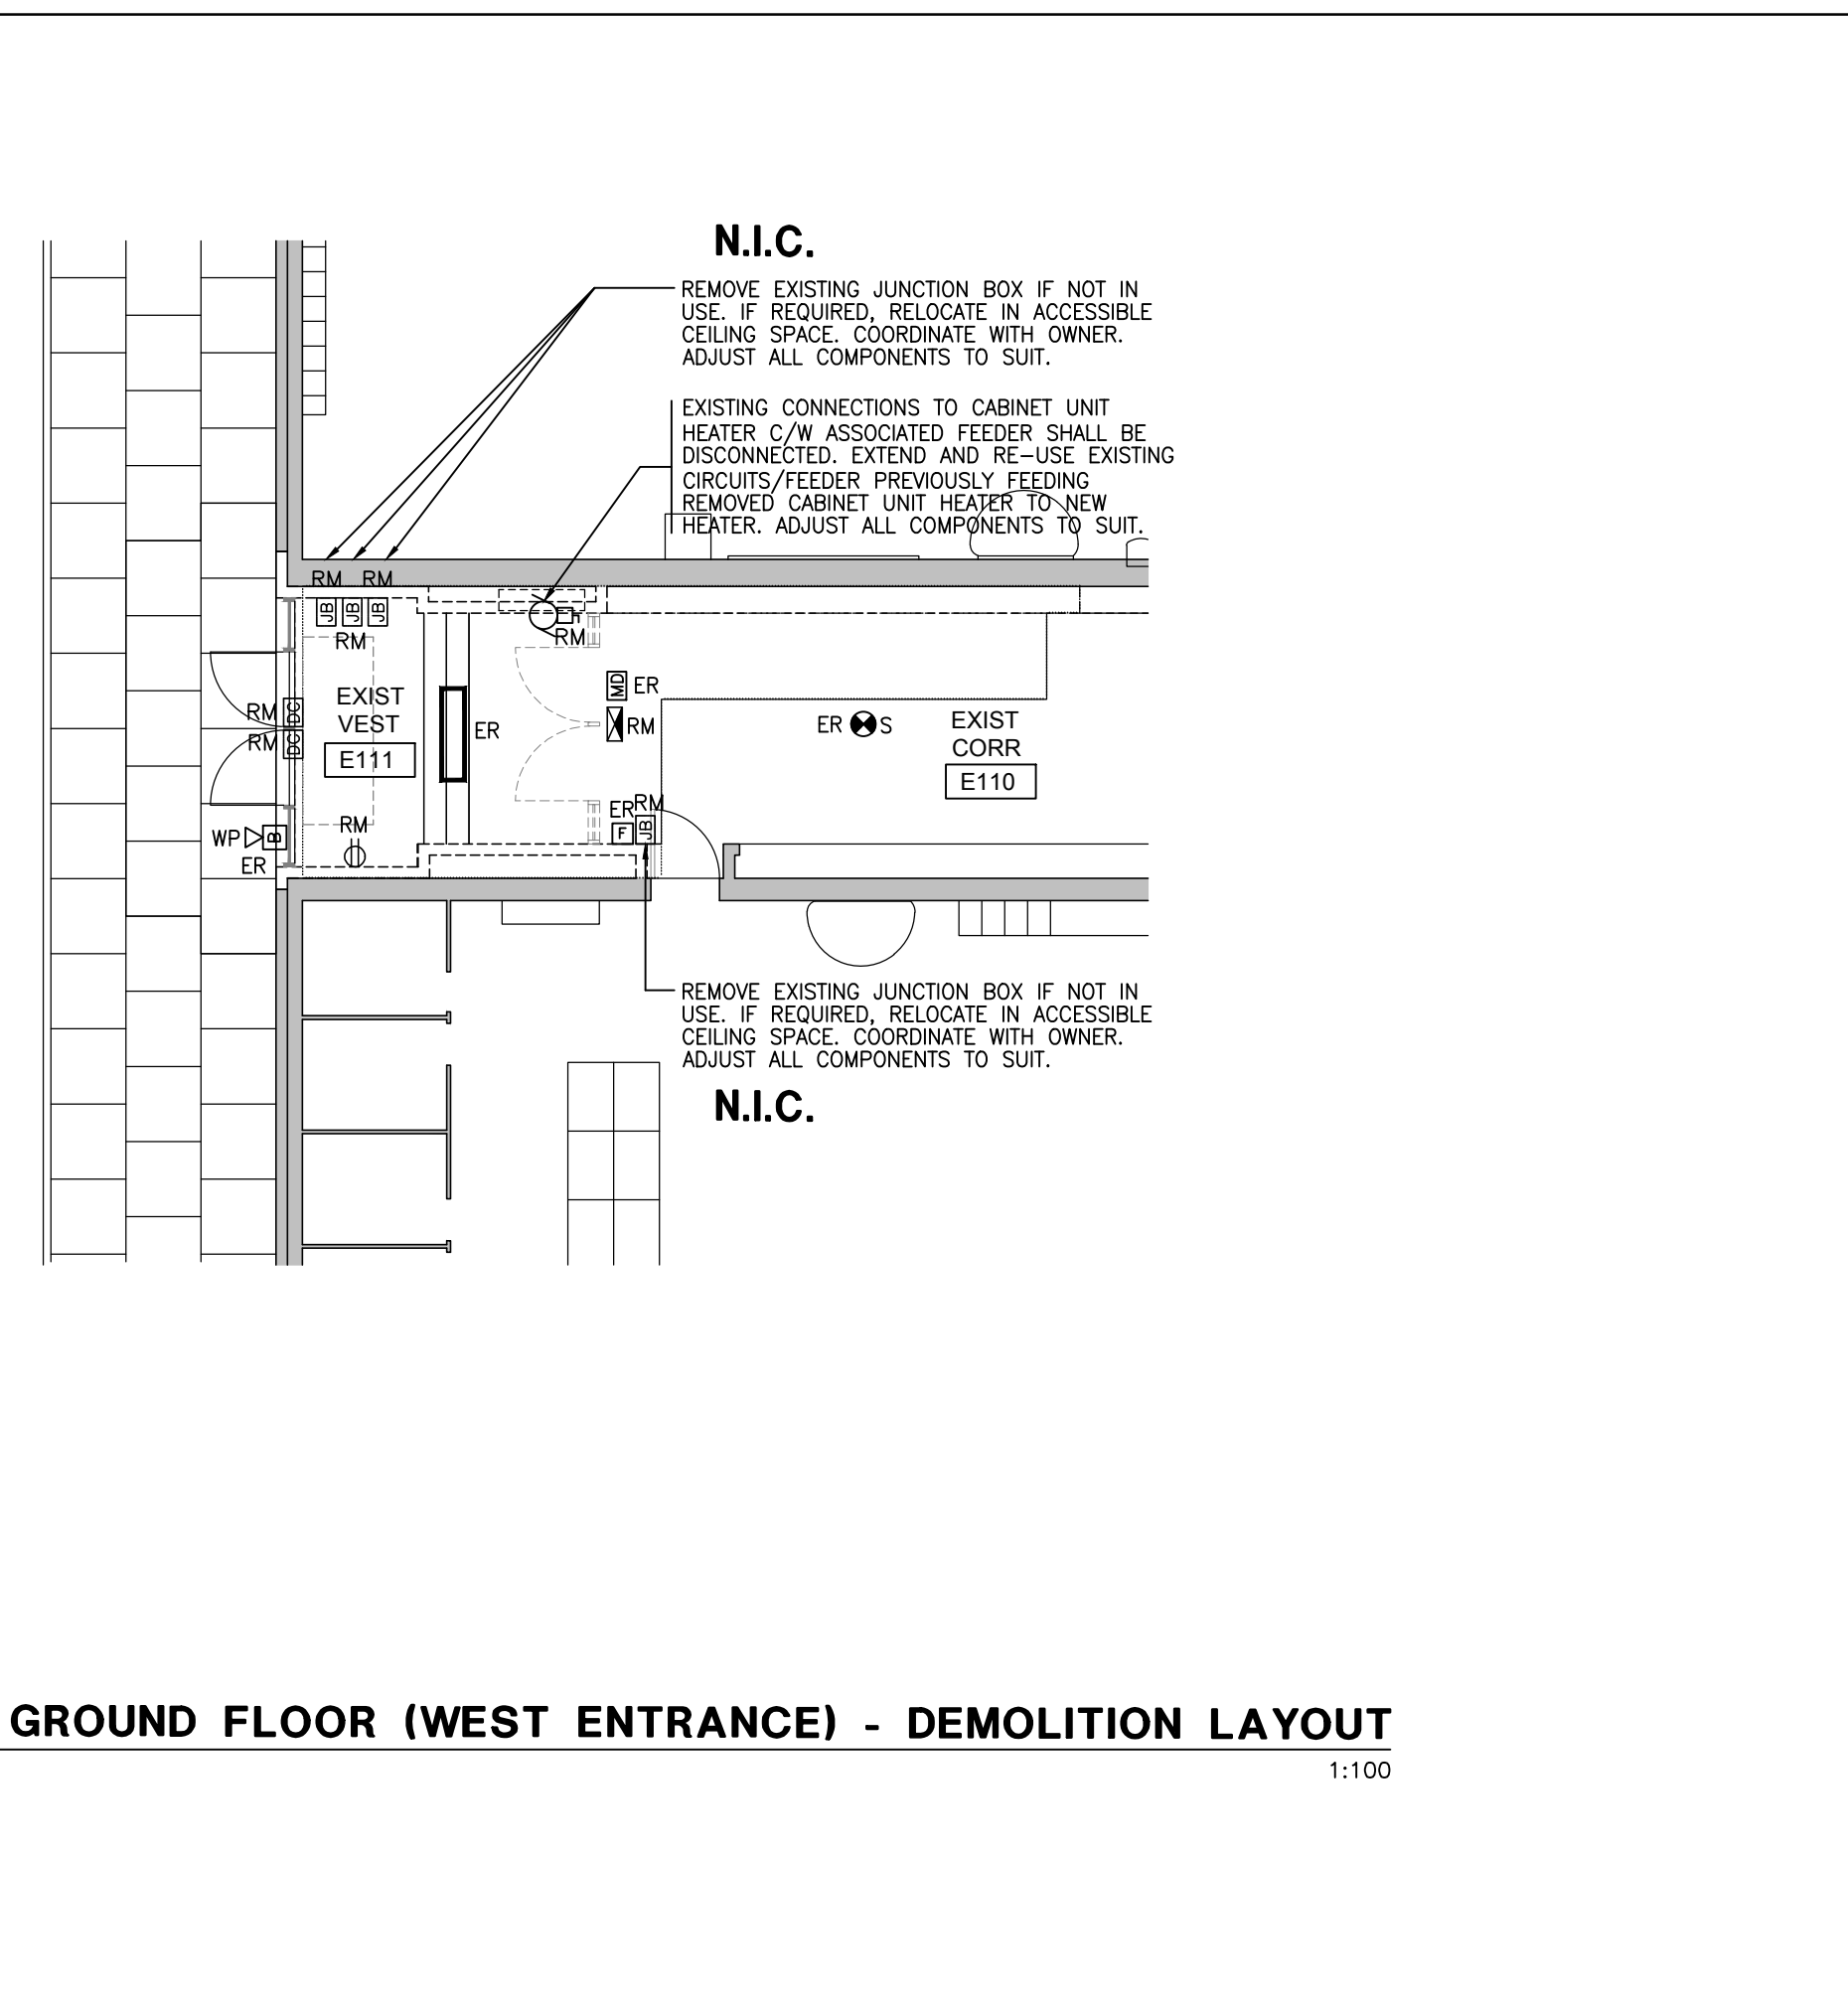 N.I.C.
REMOVE EXISTING JUNCTION BOX IF NOT IN
USE. IF REQUIRED, RELOCATE IN ACCESSIBLE
CEILING SPACE. COORDINATE WITH OWNER.
ADJUST ALL COMPONENTS TO SUIT.
EXISTING CONNECTIONS TO CABINET UNIT
HEATER C/W ASSOCIATED FEEDER SHALL BE
DISCONNECTED. EXTEND AND RE-USE EXISTING
CIRCUITS/FEEDER PREVIOUSLY FEEDING
REMOVED CABINET UNIT HEATER TO NEW
HEATER. ADJUST ALL COMPONENTS TO SUIT.
RM RM
JB JB JB
RM
RM
MD ER
RM
RM DC
RM DC
EXIST
VEST
E111
ER
ER S
EXIST
CORR
E110
WP B
ER
RM
ER RM
F JB
REMOVE EXISTING JUNCTION BOX IF NOT IN
USE. IF REQUIRED, RELOCATE IN ACCESSIBLE
CEILING SPACE. COORDINATE WITH OWNER.
ADJUST ALL COMPONENTS TO SUIT.
N.I.C.
GROUND FLOOR (WEST ENTRANCE) - DEMOLITION LAYOUT
1:100